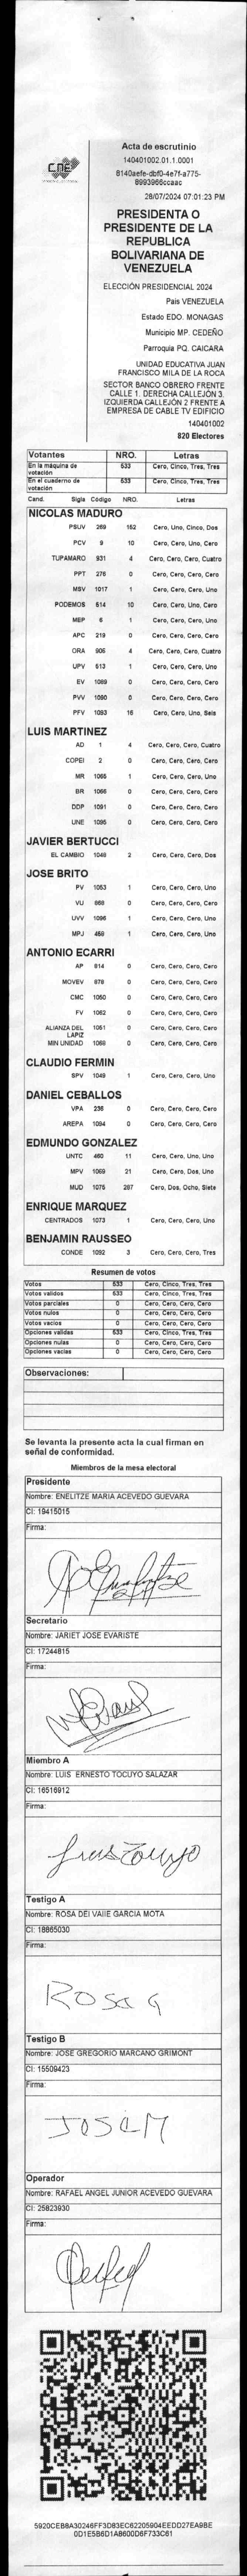 CNE
Acta de escrutinio
140401002.01.1.0001
8140aefe-dbf0-4e7f-a775-
8993966ccaac
28/07/2024 07:01:23 PM
PRESIDENTA O
PRESIDENTE DE LA
REPUBLICA
BOLIVARIANA DE
VENEZUELA
ELECCIÓN PRESIDENCIAL 2024
Pais VENEZUELA
Estado EDO. MONAGAS
Municipio MP. CEDEÑO
Parroquia PQ. CAICARA
UNIDAD EDUCATIVA JUAN
FRANCISCO MILA DE LA ROCA
SECTOR BANCO OBRERO FRENTE
CALLE 1. DERECHA CALLEJÓN 3.
IZQUIERDA CALLEJÓN 2 FRENTE A
EMPRESA DE CABLE TV EDIFICIO
140401002
820 Electores
Votantes NRO. Letras
En la máquina de votación 533 Cero, Cinco, Tres, Tres
En el cuaderno de votación 533 Cero, Cinco, Tres, Tres
Cand. Sigla Código NRO. Letras
NICOLAS MADURO
PSUV 269 152 Cero, Uno, Cinco, Dos
PCV 9 10 Cero, Cero, Uno, Cero
TUPAMARO 931 4 Cero, Cero, Cero, Cuatro
PPT 276 0 Cero, Cero, Cero, Cero
MSV 1017 1 Cero, Cero, Cero, Uno
PODEMOS 514 10 Cero, Cero, Uno, Cero
MEP 6 1 Cero, Cero, Cero, Uno
APC 219 0 Cero, Cero, Cero, Cero
ORA 906 4 Cero, Cero, Cero, Cuatro
UPV 513 1 Cero, Cero, Cero, Uno
EV 1089 0 Cero, Cero, Cero, Cero
PVV 1090 0 Cero, Cero, Cero, Cero
PFV 1093 16 Cero, Cero, Uno, Seis
LUIS MARTINEZ
AD 1 4 Cero, Cero, Cero, Cuatro
COPEI 2 0 Cero, Cero, Cero, Cero
MR 1065 1 Cero, Cero, Cero, Uno
BR 1066 0 Cero, Cero, Cero, Cero
DDP 1091 0 Cero, Cero, Cero, Cero
UNE 1095 0 Cero, Cero, Cero, Cero
JAVIER BERTUCCI
EL CAMBIO 1048 2 Cero, Cero, Cero, Dos
JOSE BRITO
PV 1053 1 Cero, Cero, Cero, Uno
VU 868 0 Cero, Cero, Cero, Cero
UVV 1096 1 Cero, Cero, Cero, Uno
MPJ 459 1 Cero, Cero, Cero, Uno
ANTONIO ECARRI
AP 814 0 Cero, Cero, Cero, Cero
MOVEV 878 0 Cero, Cero, Cero, Cero
CMC 1050 0 Cero, Cero, Cero, Cero
FV 1062 0 Cero, Cero, Cero, Cero
ALIANZA DEL LAPIZ 1051 0 Cero, Cero, Cero, Cero
MIN UNIDAD 1088 0 Cero, Cero, Cero, Cero
CLAUDIO FERMIN
SPV 1049 1 Cero, Cero, Cero, Uno
DANIEL CEBALLOS
VPA 236 0 Cero, Cero, Cero, Cero
AREPA 1094 0 Cero, Cero, Cero, Cero
EDMUNDO GONZALEZ
UNTC 460 11 Cero, Cero, Uno, Uno
MPV 1069 21 Cero, Cero, Dos, Uno
MUD 1075 287 Cero, Dos, Ocho, Siete
ENRIQUE MARQUEZ
CENTRADOS 1073 1 Cero, Cero, Cero, Uno
BENJAMIN RAUSSEO
CONDE 1092 3 Cero, Cero, Cero, Tres
Resumen de votos
Votos 533 Cero, Cinco, Tres, Tres
Votos validos 533 Cero, Cinco, Tres, Tres
Votos parciales 0 Cero, Cero, Cero, Cero
Votos nulos 0 Cero, Cero, Cero, Cero
Votos vacios 0 Cero, Cero, Cero, Cero
Opciones validas 533 Cero, Cinco, Tres, Tres
Opciones nulas 0 Cero, Cero, Cero, Cero
Opciones vacias 0 Cero, Cero, Cero, Cero
Observaciones:
Se levanta la presente acta la cual firman en
señal de conformidad.
Miembros de la mesa electoral
Presidente
Nombre: ENELITZE MARIA ACEVEDO GUEVARA
CI: 19415015
Firma:
Secretario
Nombre: JARIET JOSE EVARISTE
CI: 17244815
Firma:
Miembro A
Nombre: LUIS ERNESTO TOCUYO SALAZAR
CI: 16516912
Firma:
Luis Tocuyo
Testigo A
Nombre: ROSA DEl VAllE GARCIA MOTA
CI: 18865030
Firma:
Rosa G
Testigo B
Nombre: JOSE GREGORIO MARCANO GRIMONT
CI: 15509423
Firma:
JOSE M
Operador
Nombre: RAFAEL ANGEL JUNIOR ACEVEDO GUEVARA
CI: 25823930
Firma:
5920CEB8A30246FF3D83EC62205904EEDD27EA9BE
0D1E5B6D1A8600D6F733C61